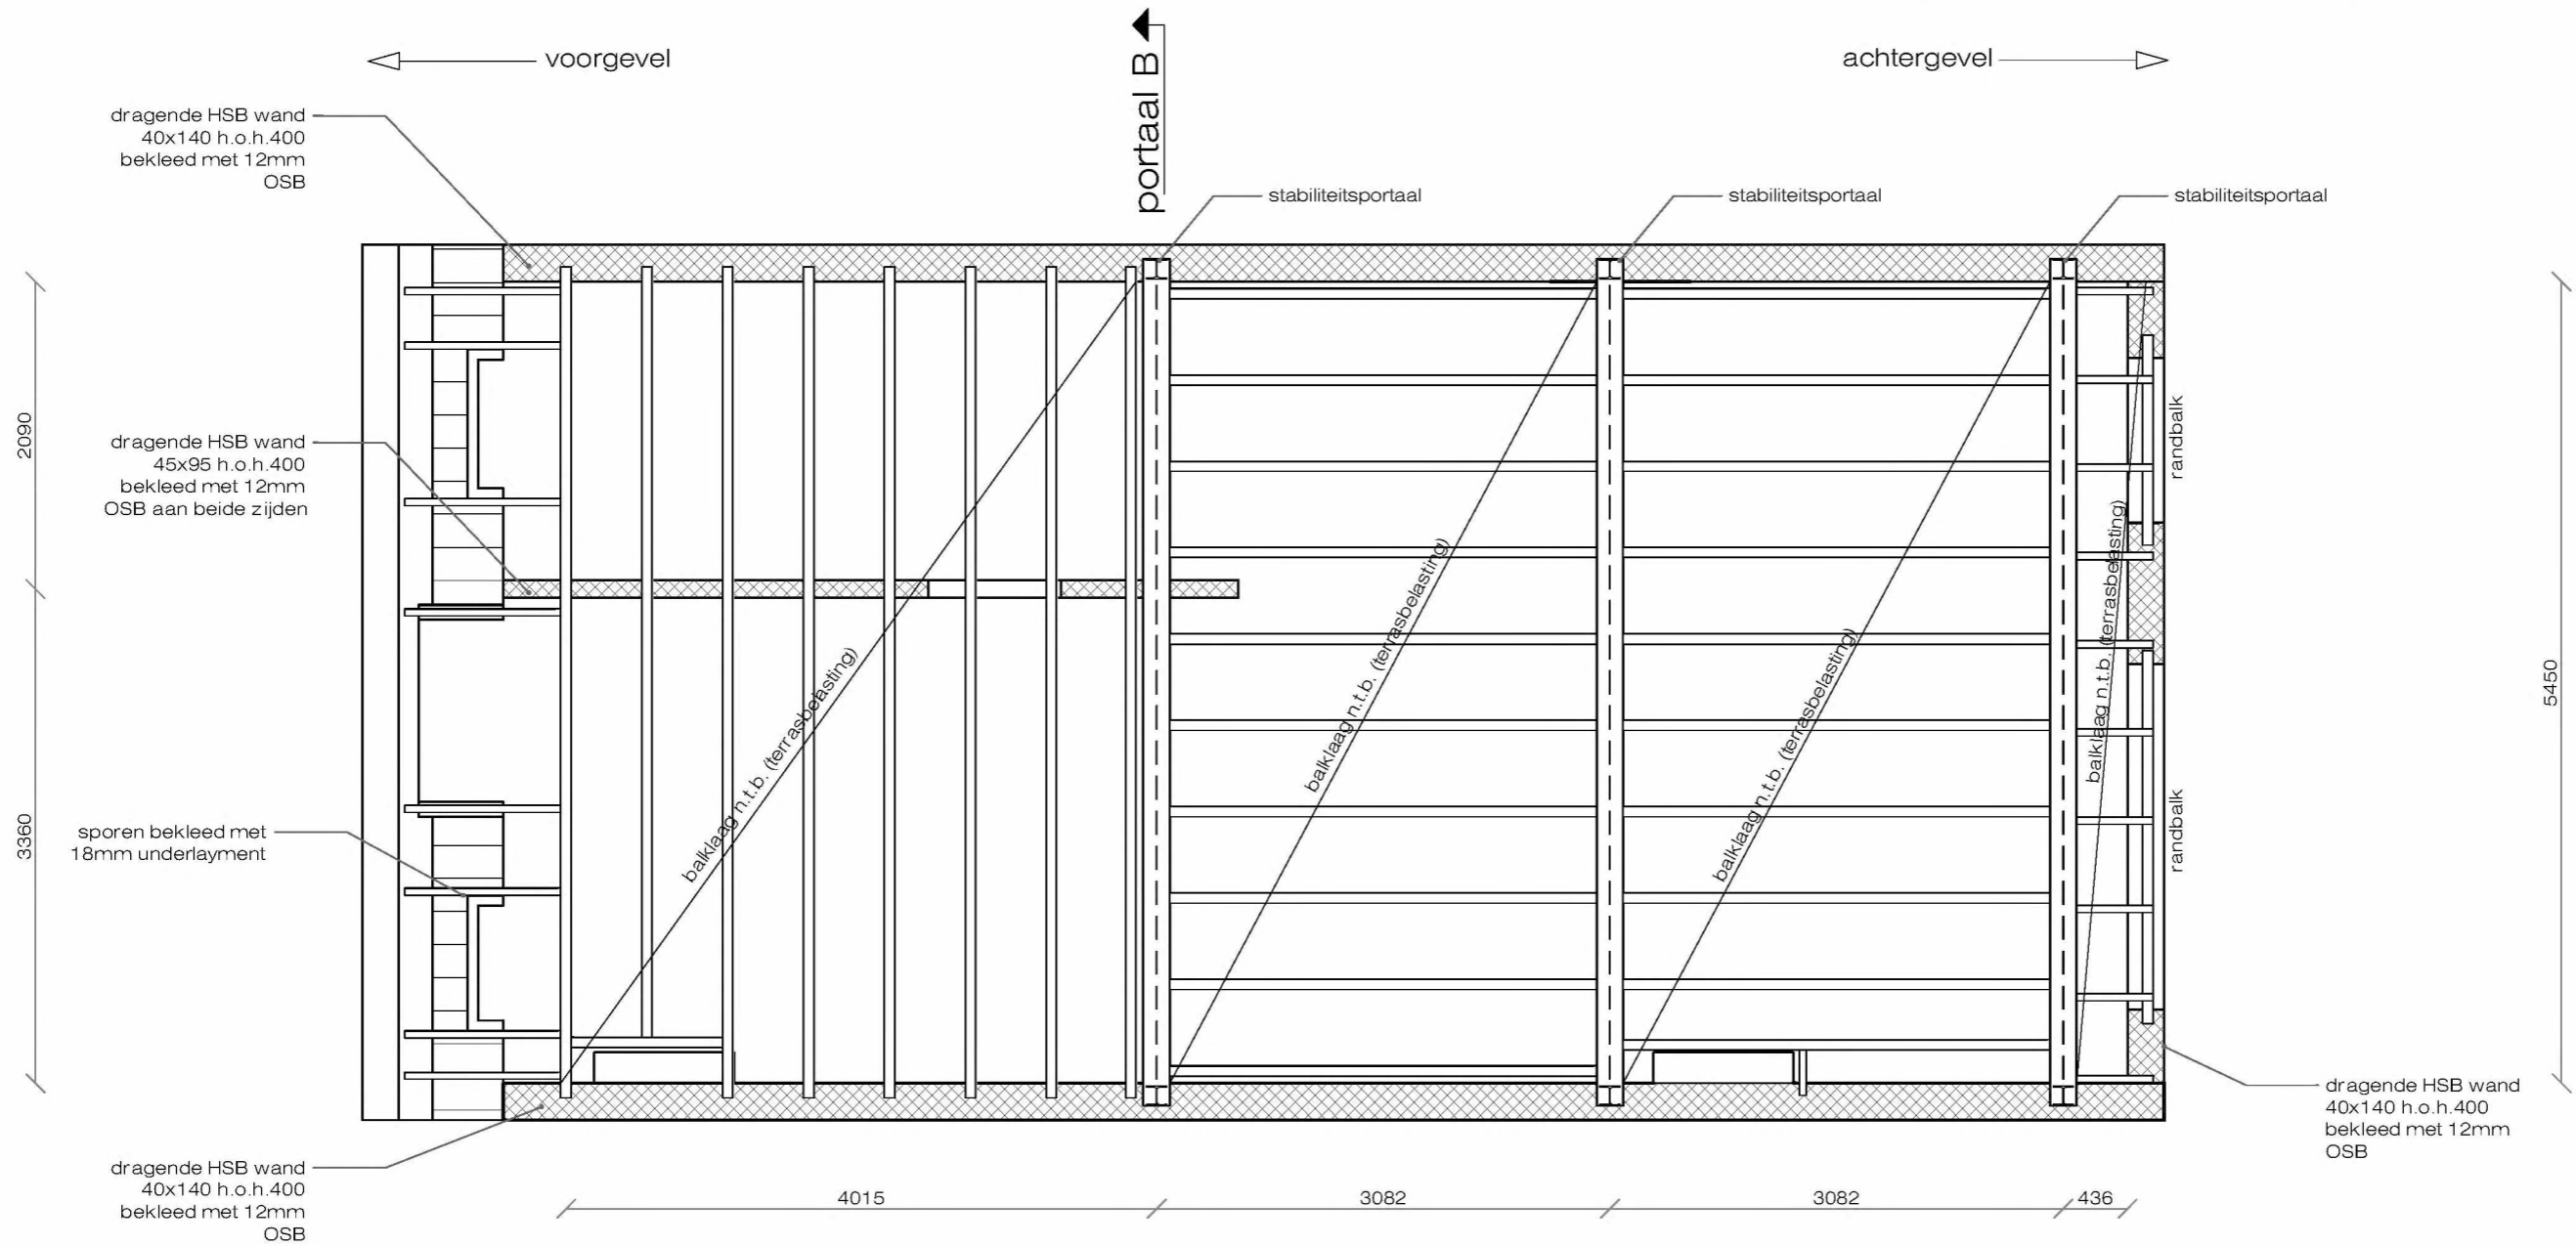 voorgevel
portaal B
achtergevel
dragende HSB wand
40x140 h.o.h.400
bekleed met 12mm
OSB
stabiliteitsportaal
stabiliteitsportaal
stabiliteitsportaal
2090
dragende HSB wand
45x95 h.o.h.400
bekleed met 12mm
OSB aan beide zijden
3360
sporen bekleed met
18mm underlayment
balklaag n.t.b. (terrasbelasting)
balklaag n.t.b. (terrasbelasting)
balklaag n.t.b. (terrasbelasting)
balklaag n.t.b. (terrasbelasting)
randbalk
randbalk
5450
dragende HSB wand
40x140 h.o.h.400
bekleed met 12mm
OSB
dragende HSB wand
40x140 h.o.h.400
bekleed met 12mm
OSB
4015
3082
3082
436